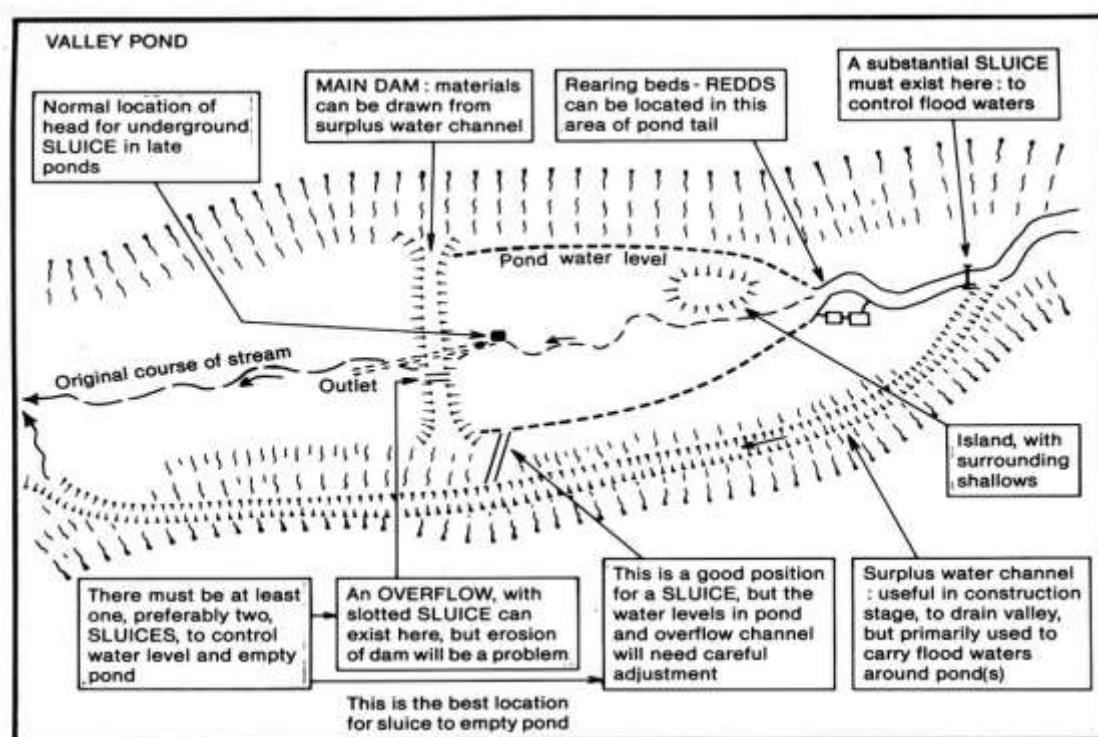 VALLEY POND
Normal location of
head for underground
SLUICE in late
ponds
MAIN DAM : materials
can be drawn from
surplus water channel
Rearing beds - REDDS
can be located in this
area of pond tail
A substantial SLUICE
must exist here : to
control flood waters
Pond water level
Original course of stream
Outlet
Island, with
surrounding
shallows
There must be at least
one, preferably two,
SLUICES, to control
water level and empty
pond
An OVERFLOW, with
slotted SLUICE can
exist here, but erosion
of dam will be a problem
This is a good position
for a SLUICE, but the
water levels in pond
and overflow channel
will need careful
adjustment
Surplus water channel
: useful in construction
stage, to drain valley,
but primarily used to
carry flood waters
around pond(s)
This is the best location
for sluice to empty pond